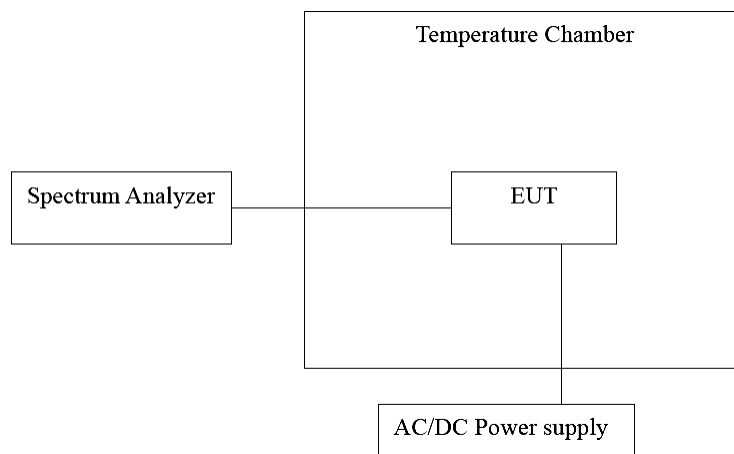 Temperature Chamber
Spectrum Analyzer
EUT
AC/DC Power supply